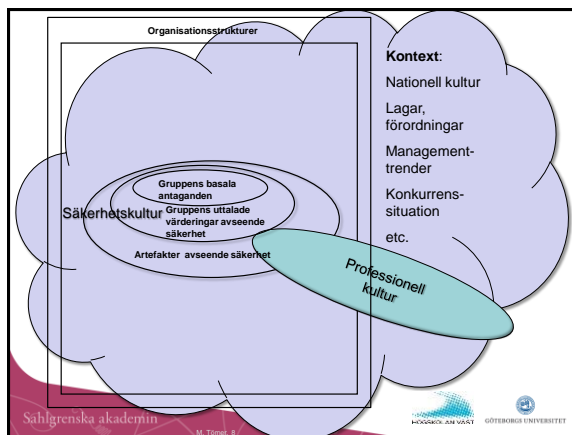 Organisationsstrukturer
Kontext:
Nationell kultur
Lagar,
förordningar
Management-
trender
Konkurrens-
situation
etc.
Gruppens basala
antaganden
Säkerhetskultur
Gruppens uttalade
värderingar avseende
säkerhet
Artefakter avseende säkerhet
Professionell
kultur
Sahlgrenska akademin
M. Törner, 8
HÖGSKOLAN VÄST
GÖTEBORGS UNIVERSITET